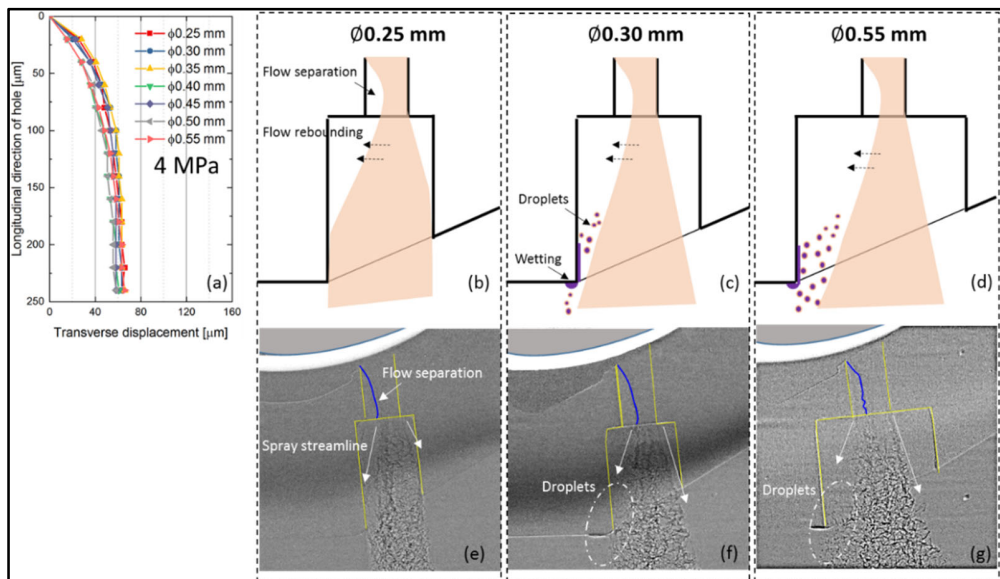 Ø0.25 mm
Ø0.30 mm
Ø0.55 mm
0
50
100
150
200
250
Longitudinal direction of hole [μm]
ϕ0.25 mm
ϕ0.30 mm
ϕ0.35 mm
ϕ0.40 mm
ϕ0.45 mm
ϕ0.50 mm
ϕ0.55 mm
4 MPa
(a)
0 40 80 120 160
Transverse displacement [μm]
Flow separation
Flow rebounding
(b)
Droplets
Wetting
(c)
(d)
Flow separation
Spray streamline
(e)
Droplets
(f)
Droplets
(g)